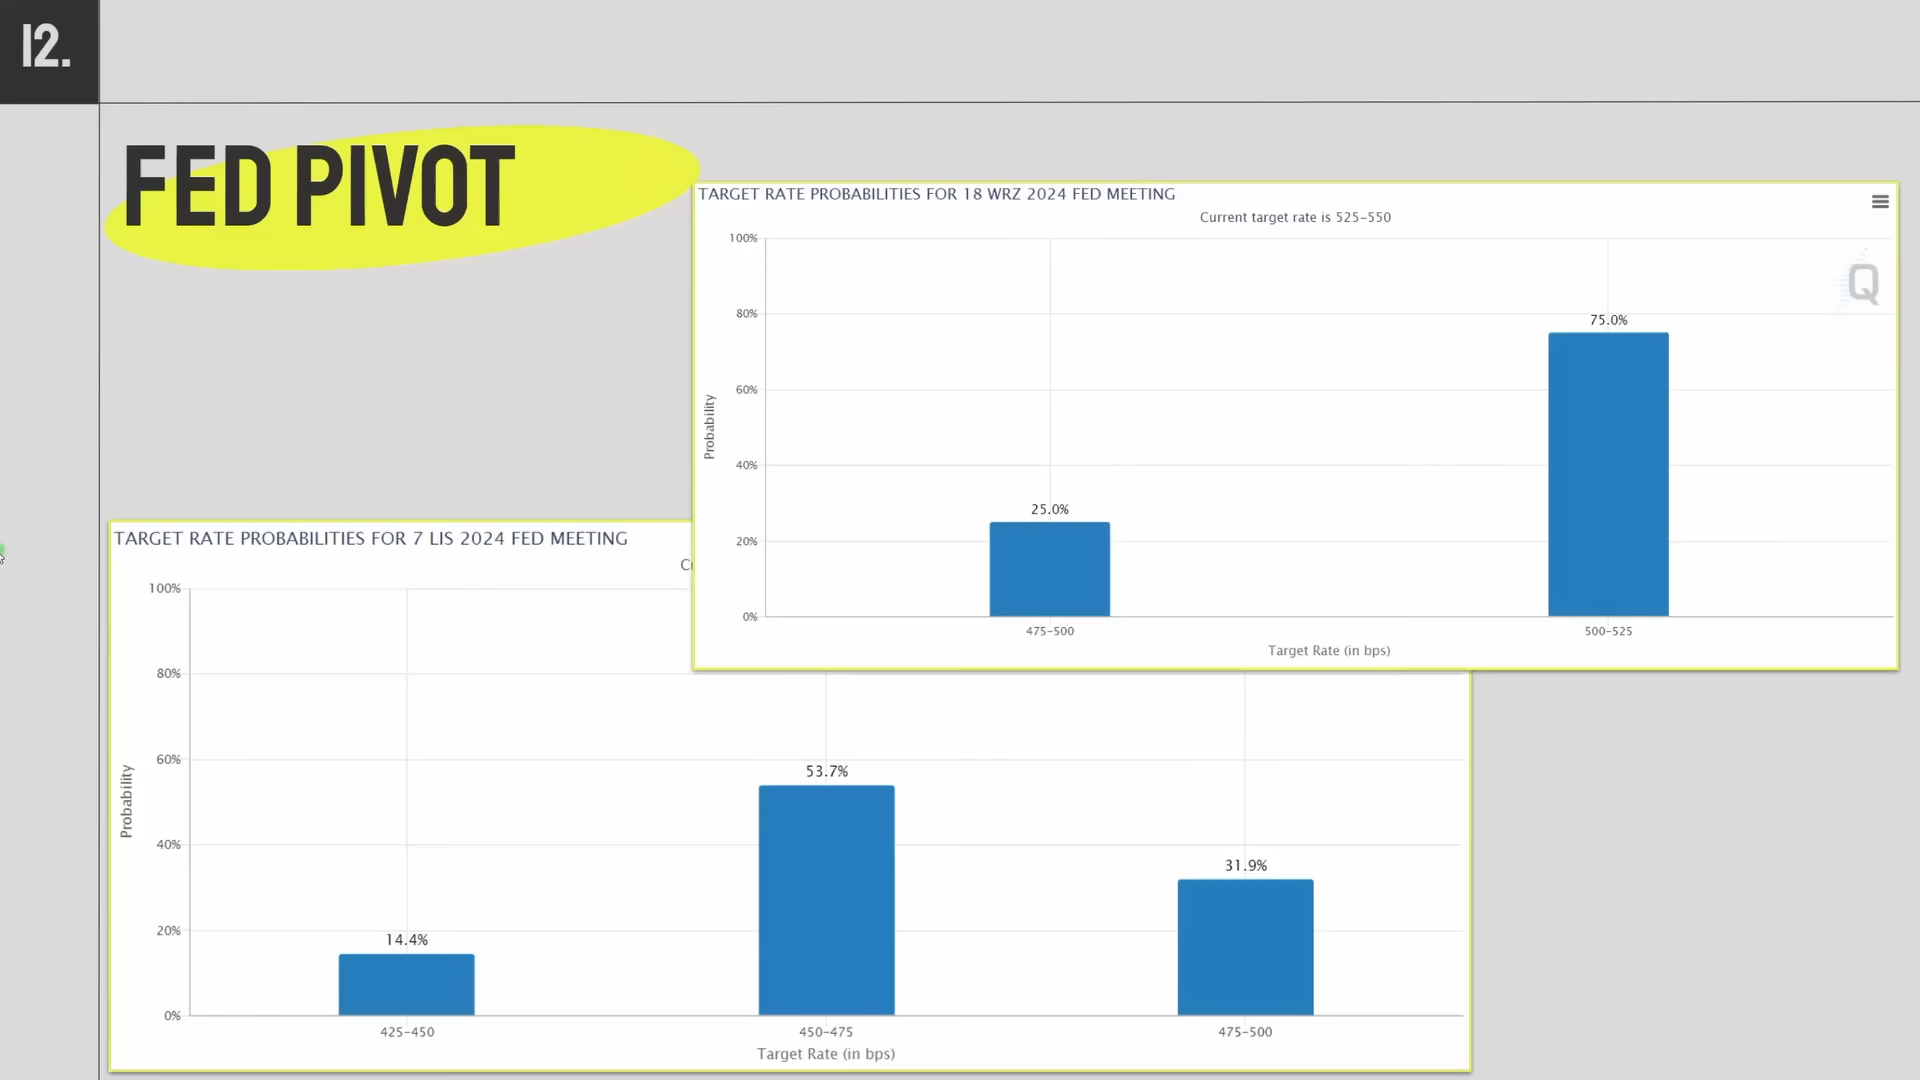 12.
FED PIVOT
TARGET RATE PROBABILITIES FOR 18 WRZ 2024 FED MEETING
Current target rate is 525–550
100%
80%
60%
40%
20%
0%
Probability
25.0%
75.0%
475–500
500–525
Target Rate (in bps)
Q
TARGET RATE PROBABILITIES FOR 7 LIS 2024 FED MEETING
100%
80%
60%
40%
20%
0%
Probability
14.4%
53.7%
31.9%
425–450
450–475
475–500
Target Rate (in bps)